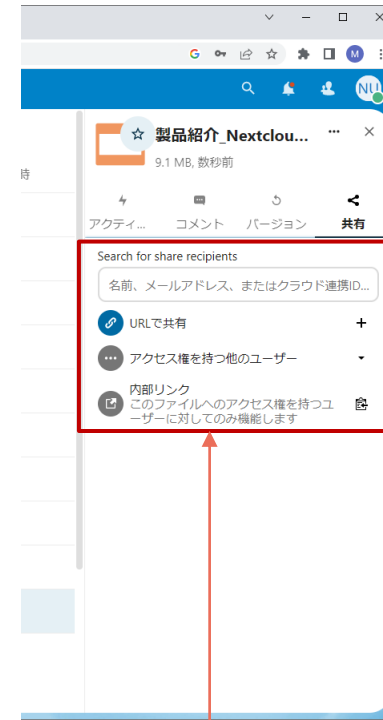 G
M
NU
製品紹介_Nextclou...
9.1 MB, 数秒前
時
アクティ...
コメント
バージョン
共有
Search for share recipients
名前、メールアドレス、またはクラウド連携ID...
URLで共有
アクセス権を持つ他のユーザー
内部リンク
このファイルへのアクセス権を持つユ
ーザーに対してのみ機能します